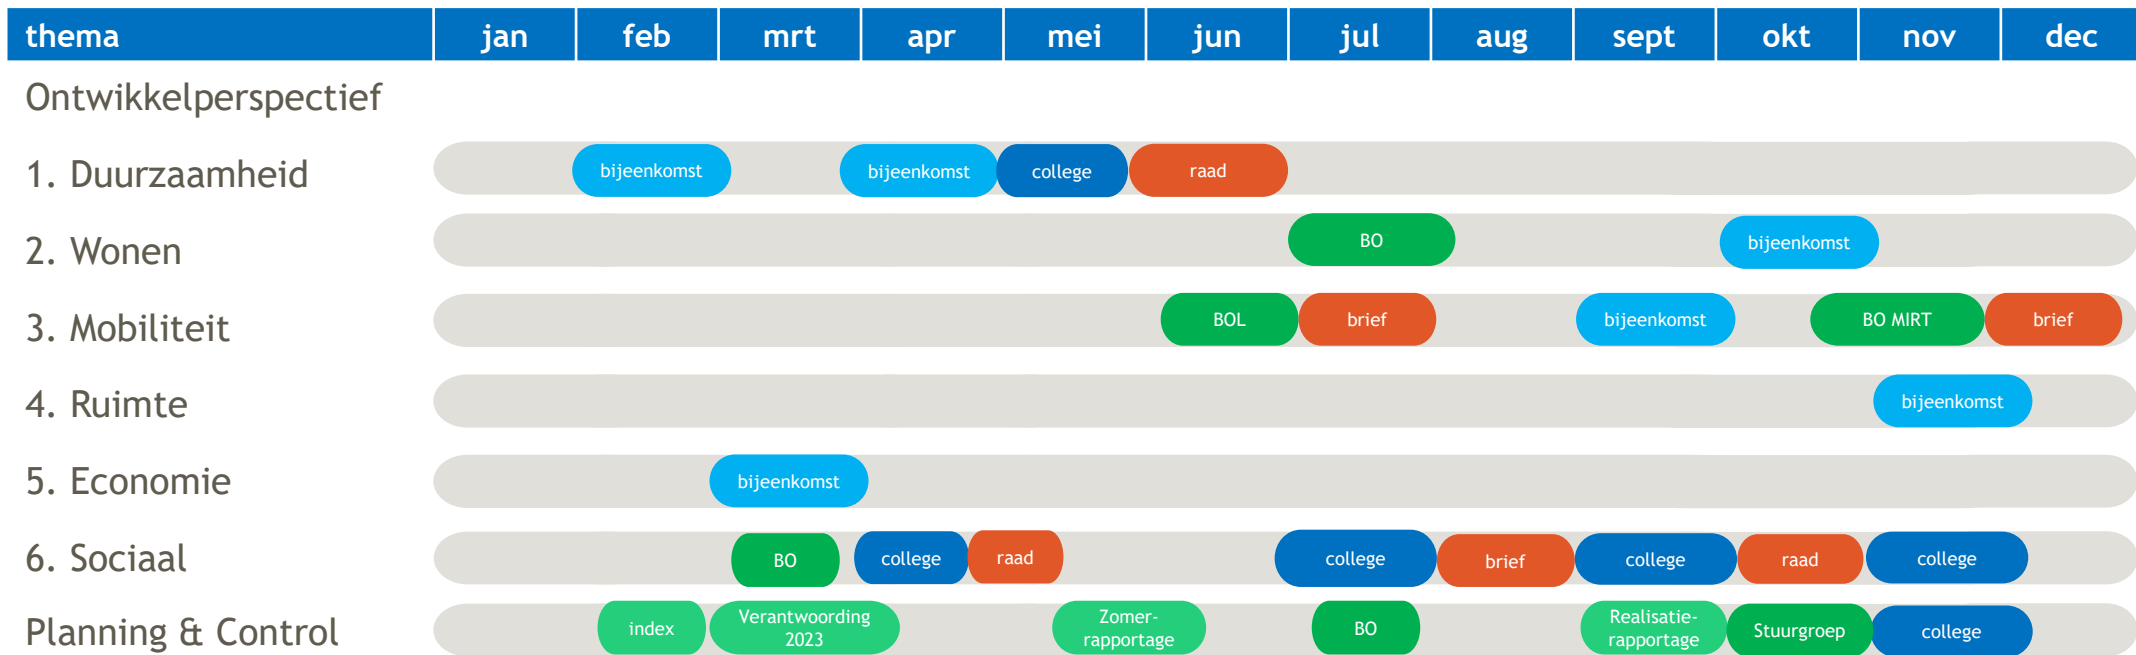 thema jan feb mrt apr mei jun jul aug sept okt nov dec
Ontwikkelperspectief
1. Duurzaamheid bijeenkomst bijeenkomst college raad
2. Wonen BO bijeenkomst
3. Mobiliteit BOL brief bijeenkomst BO MIRT brief
4. Ruimte bijeenkomst
5. Economie bijeenkomst
6. Sociaal BO college raad college brief college raad college
Planning & Control index Verantwoording 2023 Zomer-rapportage BO Realisatie-rapportage Stuurgroep college